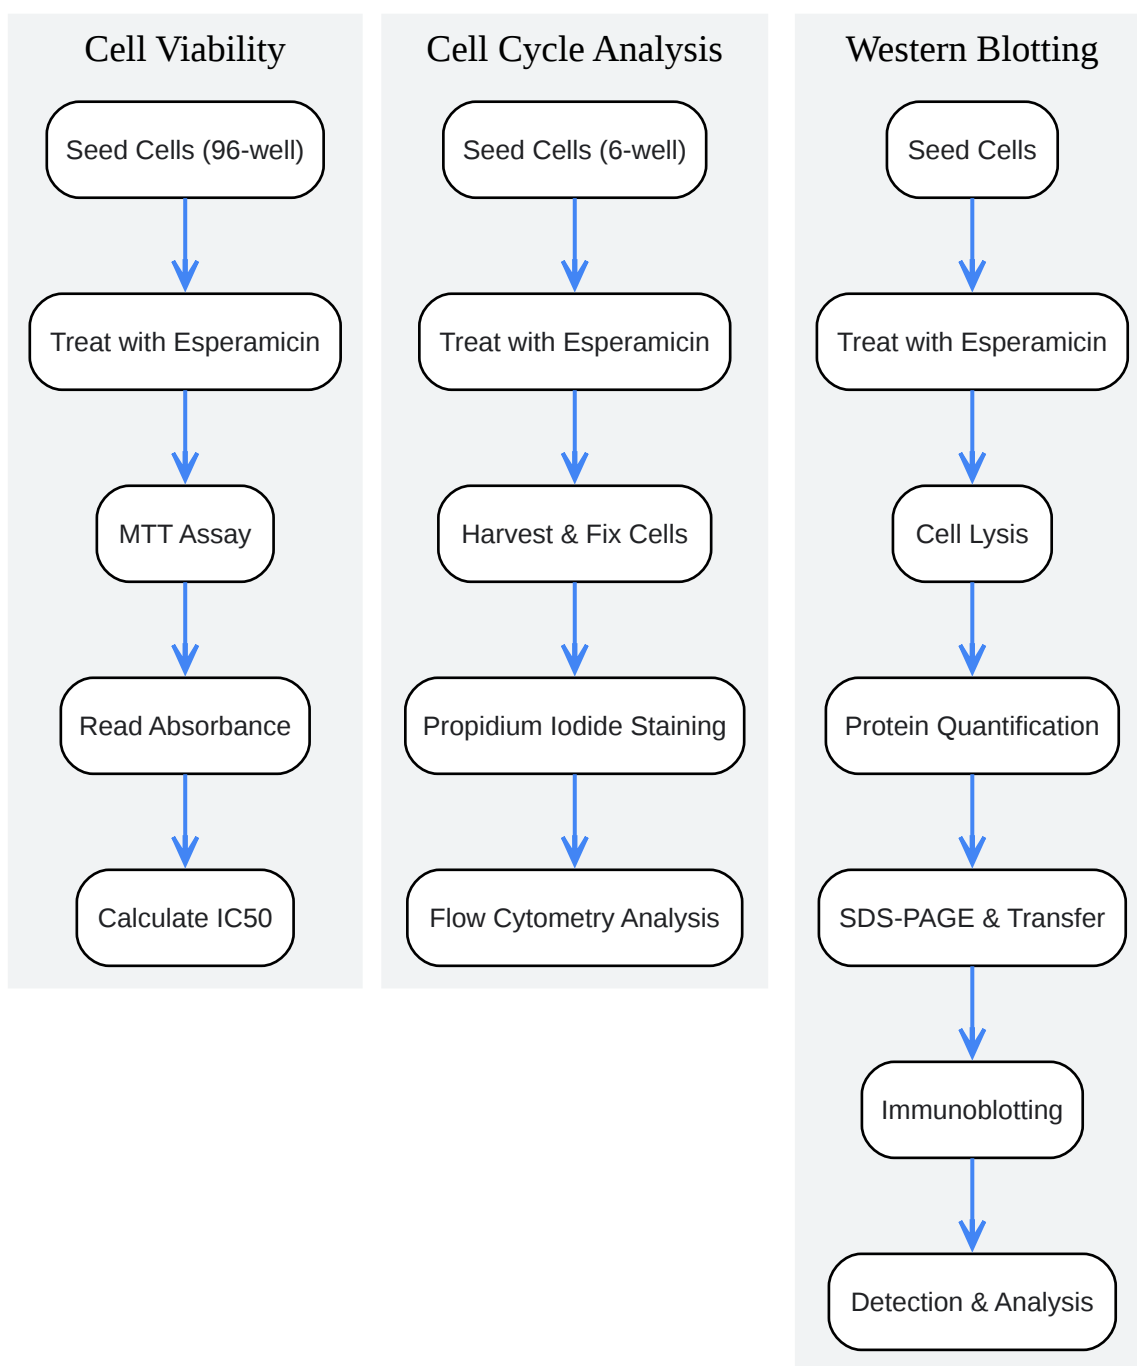 Cell Viability
Seed Cells (96-well)
Treat with Esperamicin
MTT Assay
Read Absorbance
Calculate IC50
Cell Cycle Analysis
Seed Cells (6-well)
Treat with Esperamicin
Harvest & Fix Cells
Propidium Iodide Staining
Flow Cytometry Analysis
Western Blotting
Seed Cells
Treat with Esperamicin
Cell Lysis
Protein Quantification
SDS-PAGE & Transfer
Immunoblotting
Detection & Analysis